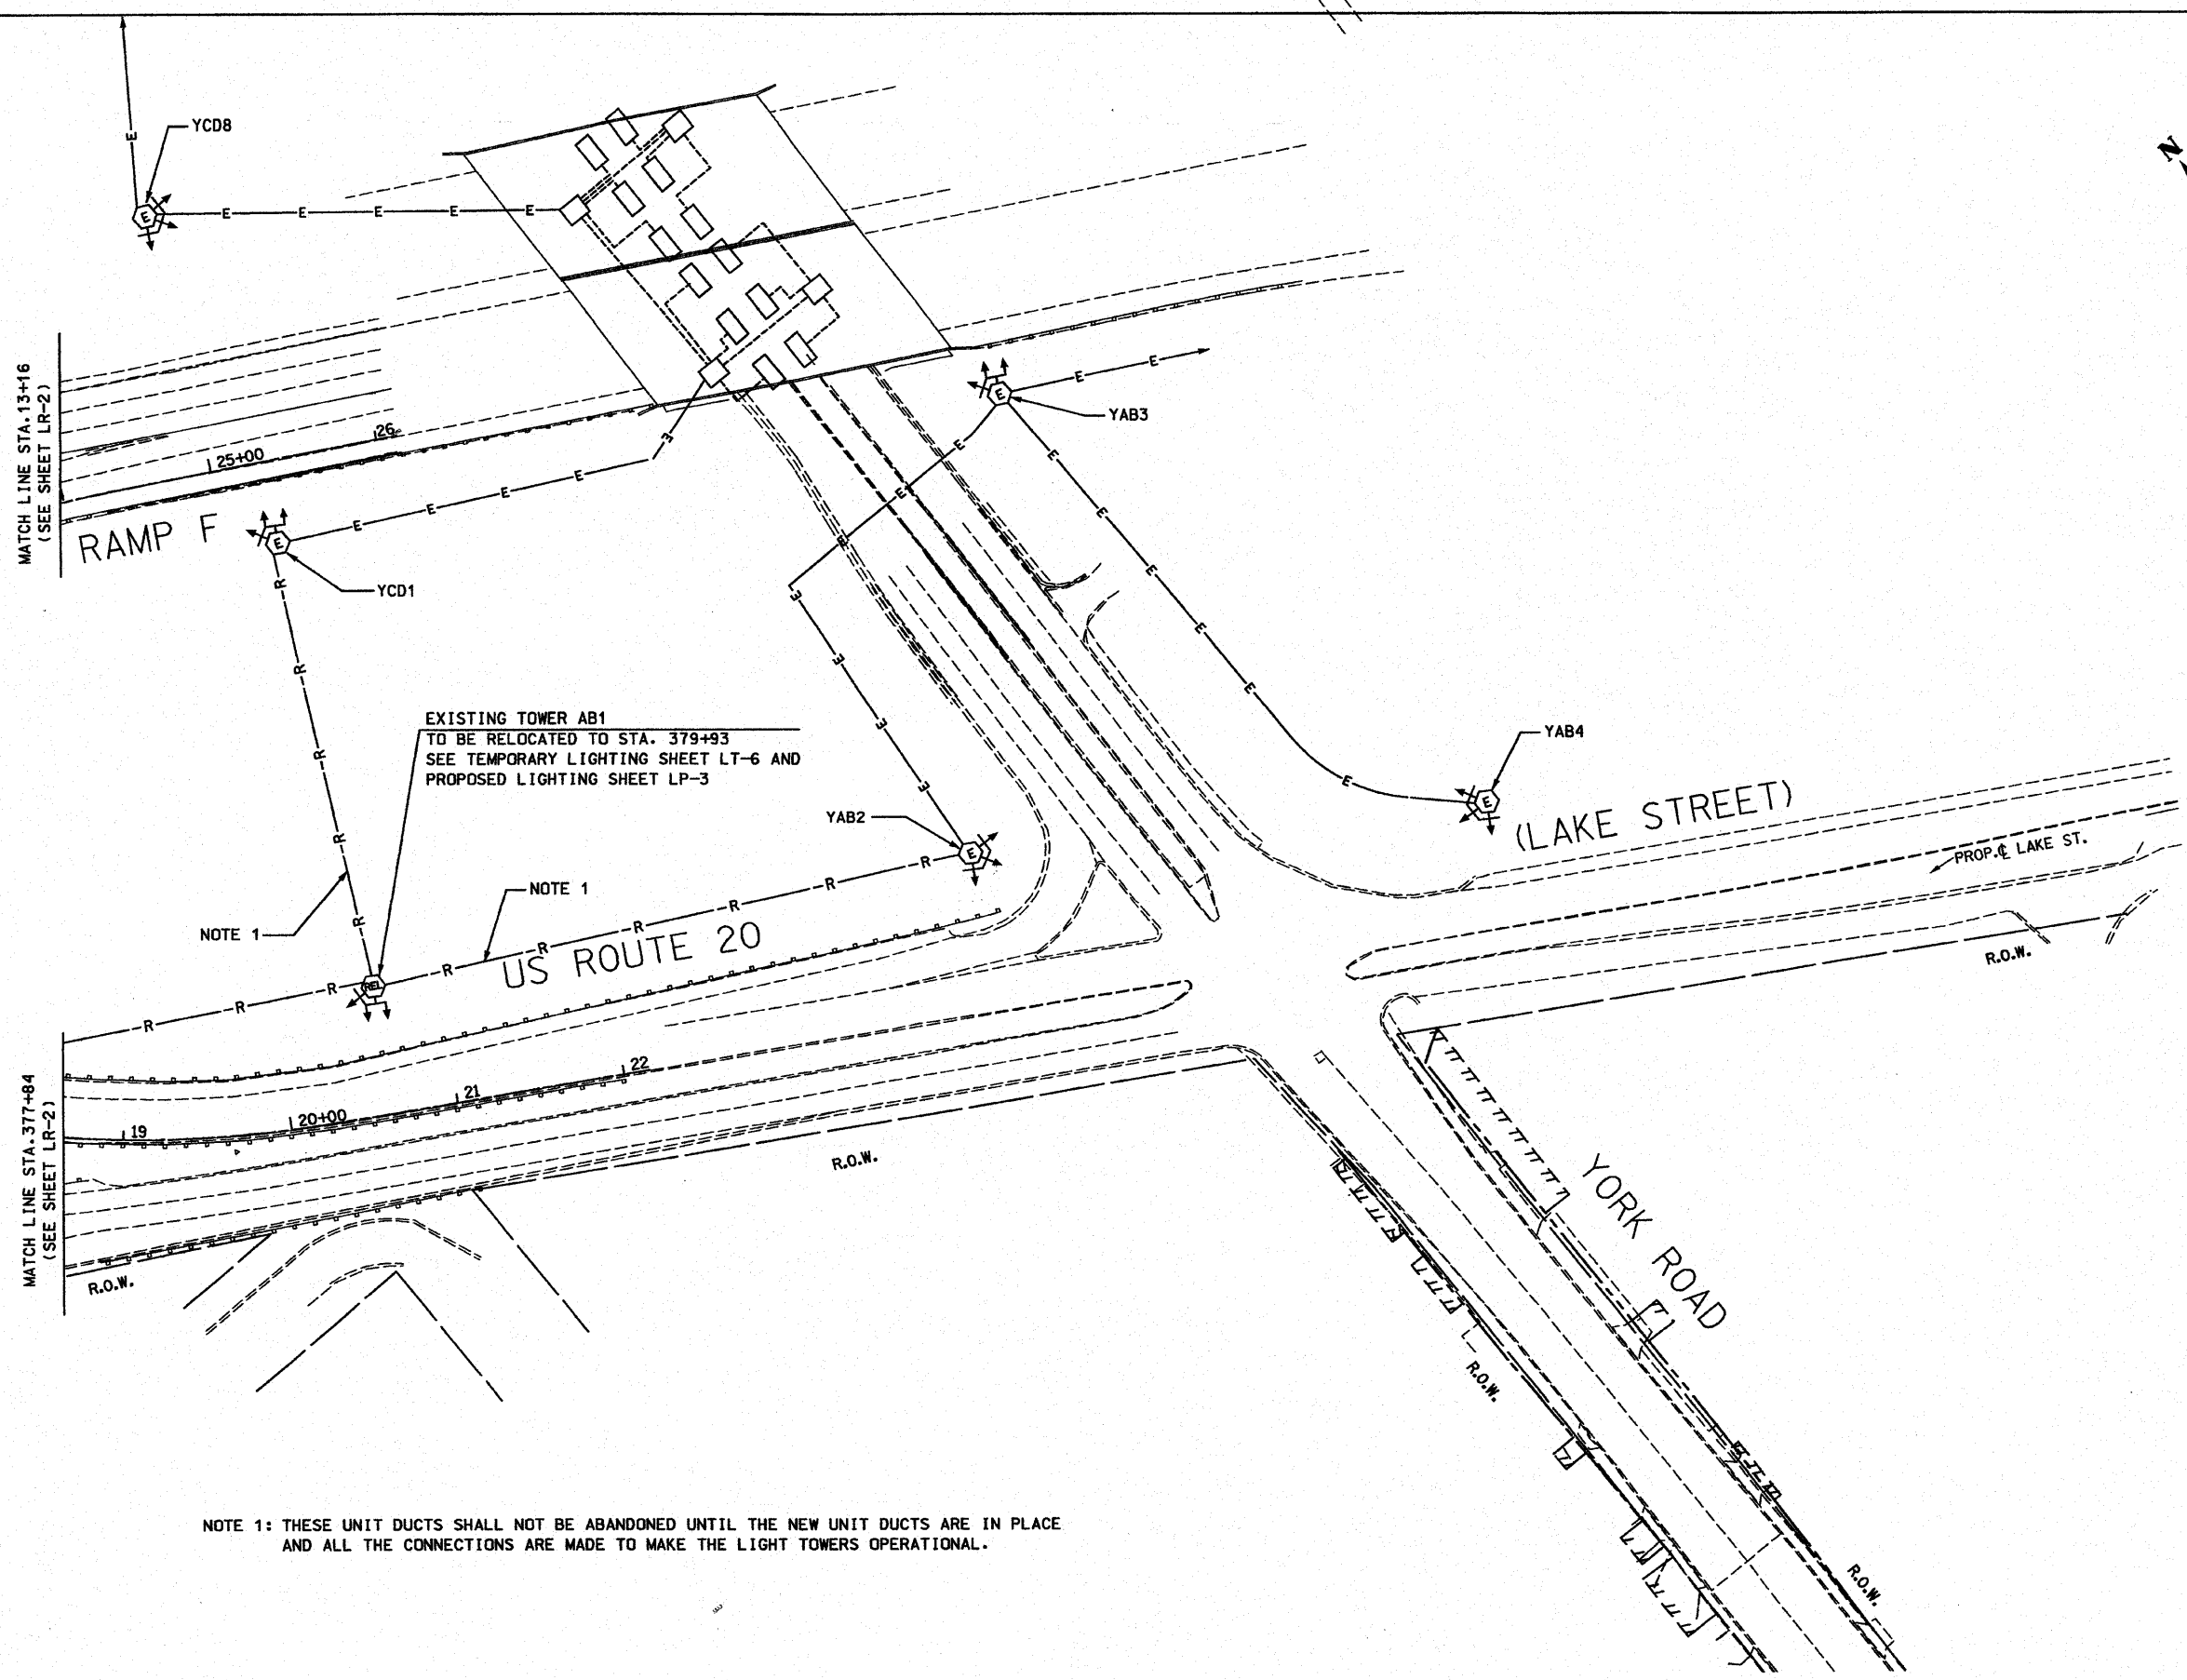 N
YCD8
E
E
E E E E E
MATCH LINE STA.13+16
(SEE SHEET LR-2)
E E
E
YAB3
26
25+00
E
E
E
E
E
E E E E
RAMP F
E
YCD1
R
E
E
E
E
E
E
E
E
E
E
R
R
R
R
EXISTING TOWER AB1
TO BE RELOCATED TO STA. 379+93
SEE TEMPORARY LIGHTING SHEET LT-6 AND
PROPOSED LIGHTING SHEET LP-3
YAB4
E
E
(LAKE STREET)
YAB2
E
PROP.℄ LAKE ST.
NOTE 1
NOTE 1
R R R R R
US ROUTE 20
REL
R R R
R.O.W.
MATCH LINE STA.377+84
(SEE SHEET LR-2)
22
21
20+00
19
R.O.W.
R.O.W.
YORK ROAD
R.O.W.
R.O.W.
NOTE 1: THESE UNIT DUCTS SHALL NOT BE ABANDONED UNTIL THE NEW UNIT DUCTS ARE IN PLACE
AND ALL THE CONNECTIONS ARE MADE TO MAKE THE LIGHT TOWERS OPERATIONAL.